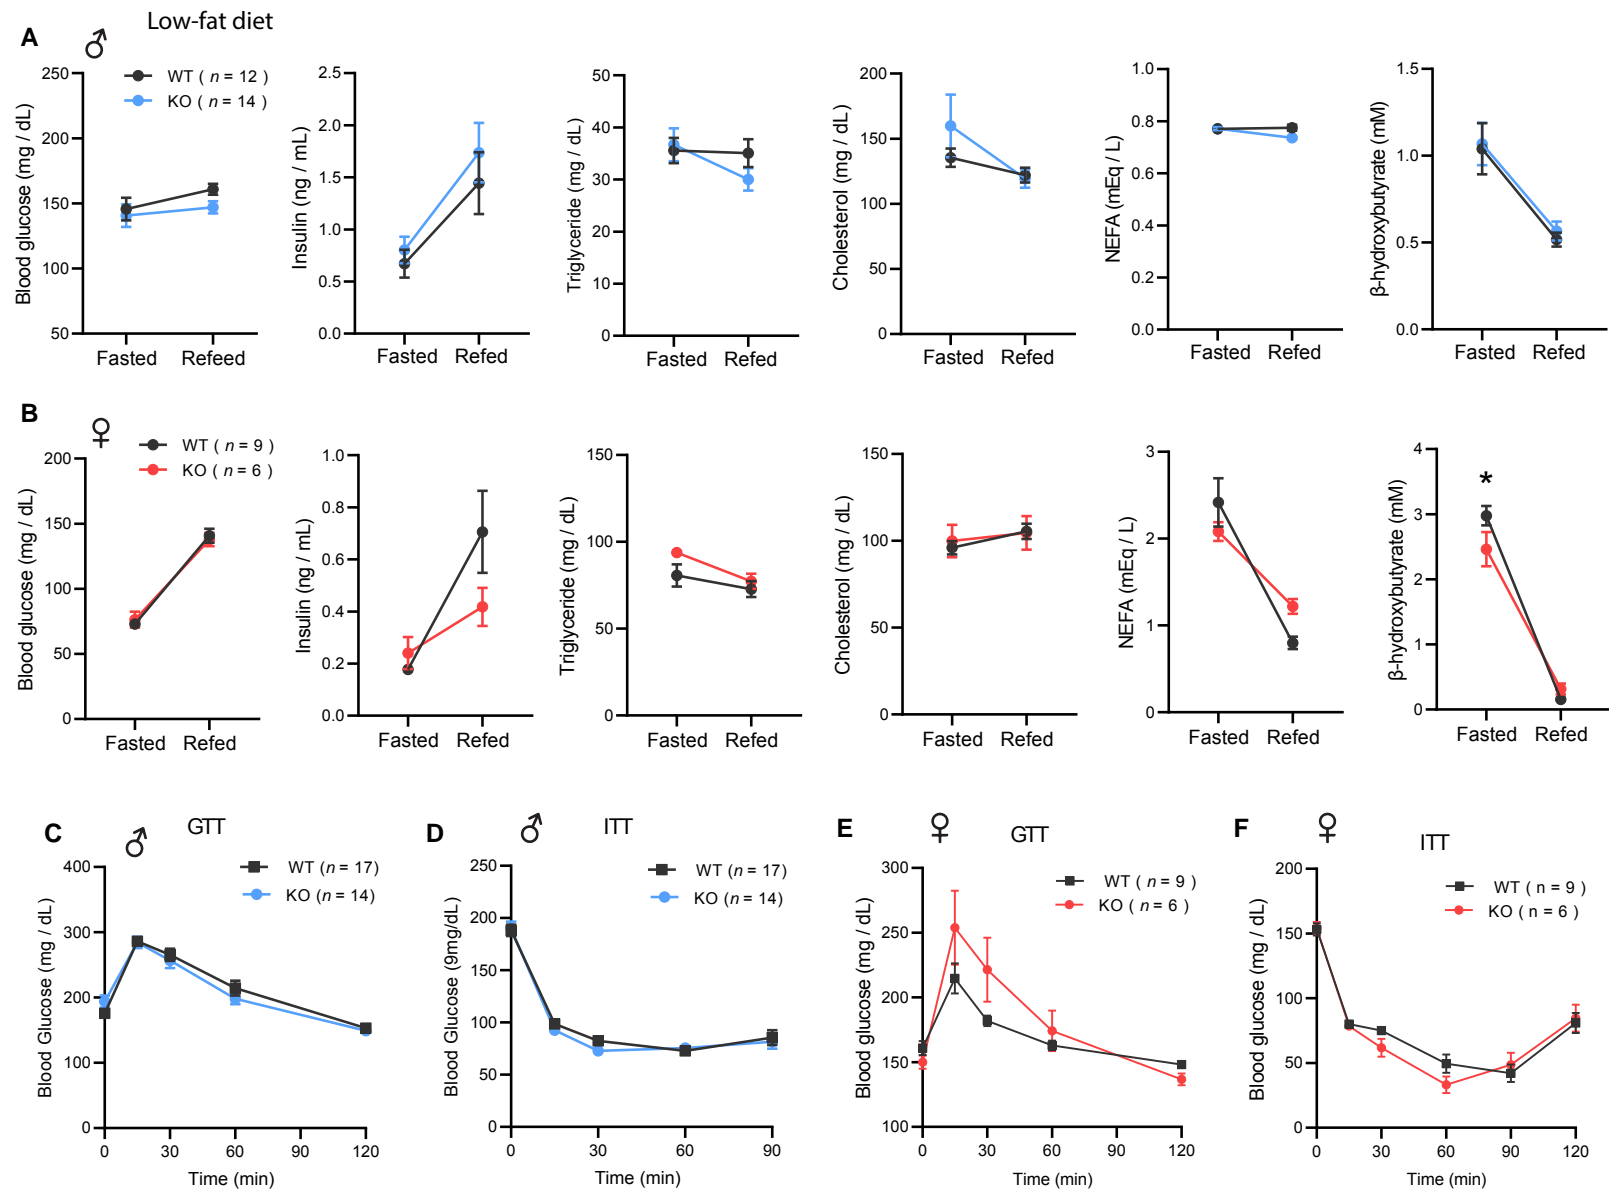 Low-fat diet
A
♂
WT ( n = 12 )
KO ( n = 14 )
Blood glucose (mg / dL)
250
200
150
100
50
Fasted Refeed
Insulin (ng / mL)
2.5
2.0
1.5
1.0
0.5
0.0
Fasted Refed
Triglyceride (mg / dL)
50
40
30
20
10
0
Fasted Refed
Cholesterol (mg / dL)
200
150
100
50
0
Fasted Refed
NEFA (mEq / L)
1.0
0.8
0.6
0.4
0.2
0.0
Fasted Refed
β-hydroxybutyrate (mM)
1.5
1.0
0.5
0.0
Fasted Refed
B
♀
WT ( n = 9 )
KO ( n = 6 )
Blood glucose (mg / dL)
200
150
100
50
0
Fasted Refed
Insulin (ng / mL)
1.0
0.8
0.6
0.4
0.2
0.0
Fasted Refed
Triglyceride (mg / dL)
150
100
50
0
Fasted Refed
Cholesterol (mg / dL)
150
100
50
0
Fasted Refed
NEFA (mEq / L)
3
2
1
0
Fasted Refed
β-hydroxybutyrate (mM)
4
3
2
1
0
*
Fasted Refed
C
♂
GTT
WT (n = 17)
KO (n = 14)
Blood Glucose (mg / dL)
400
300
200
100
0
0 30 60 90 120
Time (min)
D
♂
ITT
WT (n = 17)
KO (n = 14)
Blood Glucose (9mg/dL)
250
200
150
100
50
0
0 30 60 90
Time (min)
E
♀
GTT
WT ( n = 9 )
KO ( n = 6 )
Blood glucose (mg / dL)
300
250
200
150
100
0 30 60 90 120
Time (min)
F
♀
ITT
WT ( n = 9 )
KO ( n = 6 )
Blood glucose (mg / dL)
200
150
100
50
0
0 30 60 90 120
Time (min)